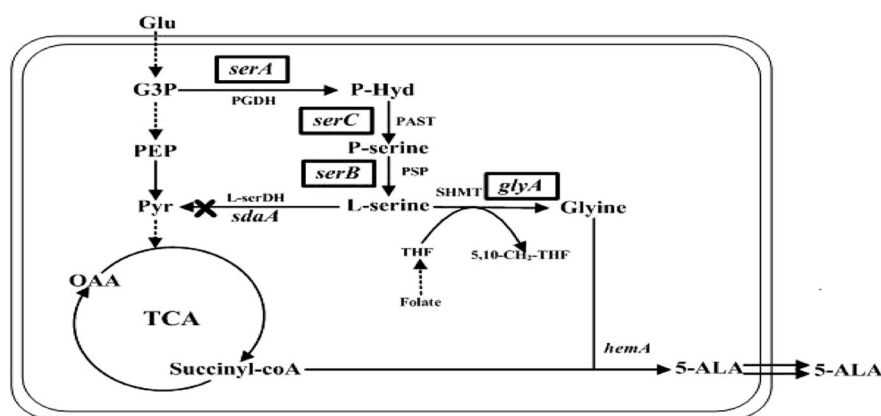 Glu
serA
G3P
P-Hyd
PGDH
serC
PAST
PEP
P-serine
serB
PSP
SHMT
glyA
L-serDH
Pyr
L-serine
Glyine
sdaA
THF
5,10-CH₂-THF
OAA
Folate
TCA
hemA
Succinyl-coA
5-ALA
5-ALA